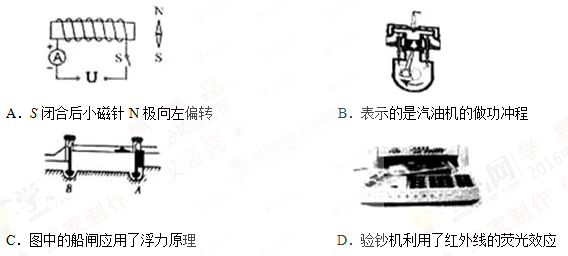 N
+
A
−
S
U
S
A．S闭合后小磁针 N 极向左偏转
B．表示的是汽油机的做功冲程
B
A
C．图中的船闸应用了浮力原理
D．验钞机利用了红外线的荧光效应